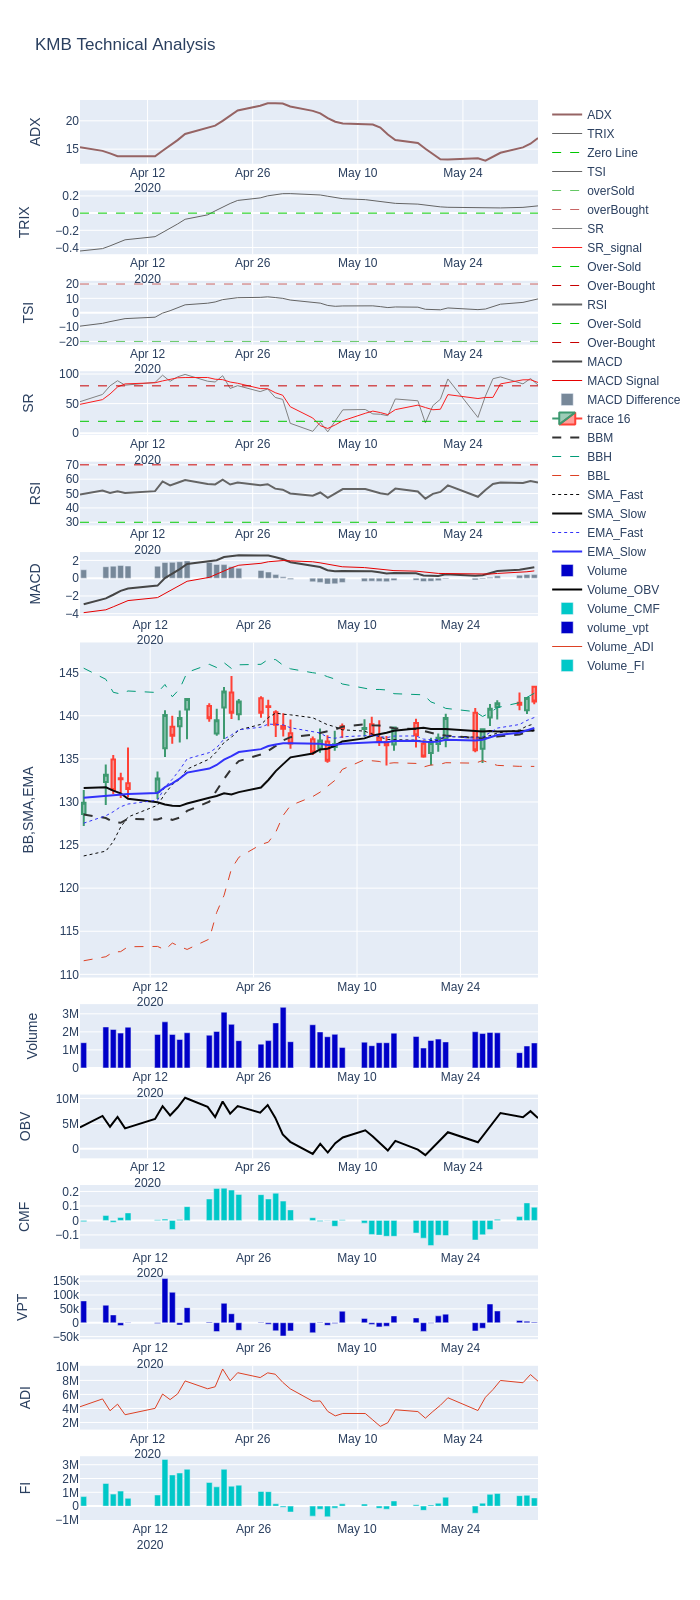 KMB Technical Analysis
ADX
20
15
Apr 12
2020
Apr 26
May 10
May 24
TRIX
0.2
0
−0.2
−0.4
Apr 12
2020
Apr 26
May 10
May 24
TSI
20
10
0
−10
−20
Apr 12
2020
Apr 26
May 10
May 24
SR
100
50
0
Apr 12
2020
Apr 26
May 10
May 24
RSI
70
60
50
40
30
Apr 12
2020
Apr 26
May 10
May 24
MACD
2
0
−2
−4
Apr 12
2020
Apr 26
May 10
May 24
BB,SMA,EMA
145
140
135
130
125
120
115
110
Apr 12
2020
Apr 26
May 10
May 24
Volume
3M
2M
1M
0
Apr 12
2020
Apr 26
May 10
May 24
OBV
10M
5M
0
Apr 12
2020
Apr 26
May 10
May 24
CMF
0.2
0.1
0
−0.1
Apr 12
2020
Apr 26
May 10
May 24
VPT
150k
100k
50k
0
−50k
Apr 12
2020
Apr 26
May 10
May 24
ADI
10M
8M
6M
4M
2M
Apr 12
2020
Apr 26
May 10
May 24
FI
3M
2M
1M
0
−1M
Apr 12
2020
Apr 26
May 10
May 24
ADX
TRIX
Zero Line
TSI
overSold
overBought
SR
SR_signal
Over-Sold
Over-Bought
RSI
Over-Sold
Over-Bought
MACD
MACD Signal
MACD Difference
trace 16
BBM
BBH
BBL
SMA_Fast
SMA_Slow
EMA_Fast
EMA_Slow
Volume
Volume_OBV
Volume_CMF
volume_vpt
Volume_ADI
Volume_FI